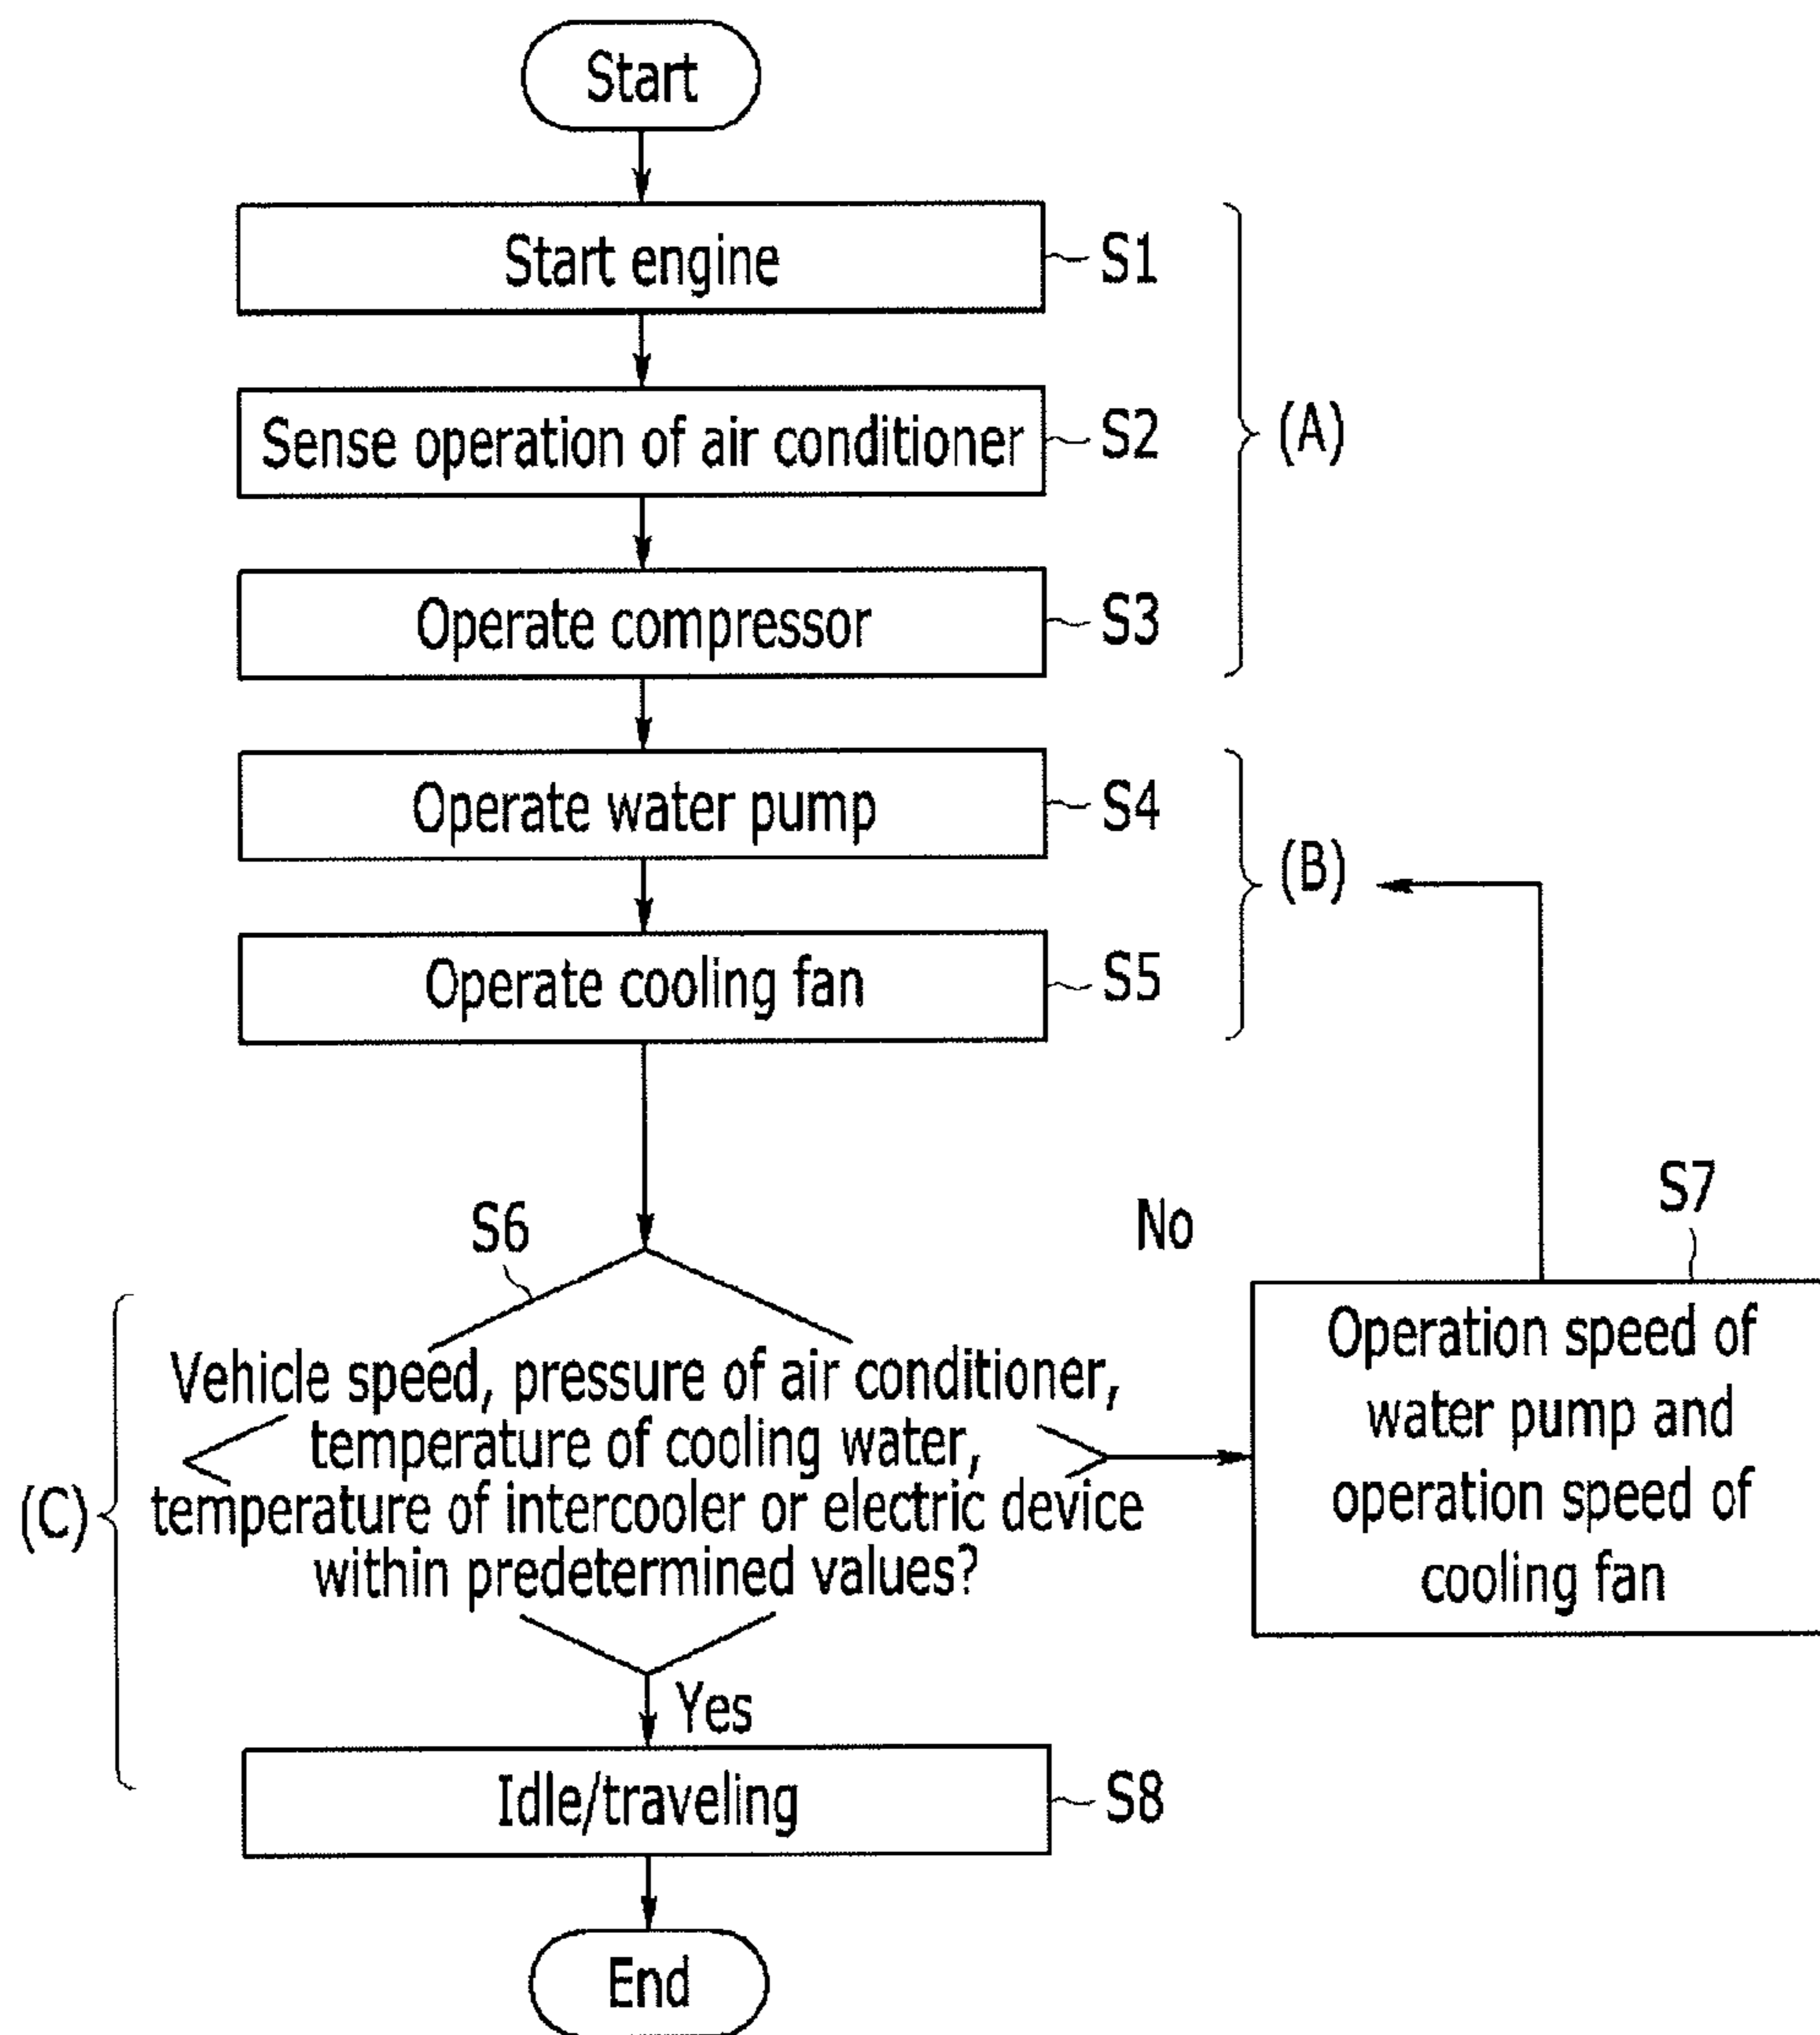 Start
Start engine
S1
Sense operation of air conditioner
S2
(A)
Operate compressor
S3
Operate water pump
S4
(B)
Operate cooling fan
S5
S6
No
S7
Vehicle speed, pressure of air conditioner,
temperature of cooling water,
temperature of intercooler or electric device
within predetermined values?
(C)
Operation speed of
water pump and
operation speed of
cooling fan
Yes
Idle/traveling
S8
End